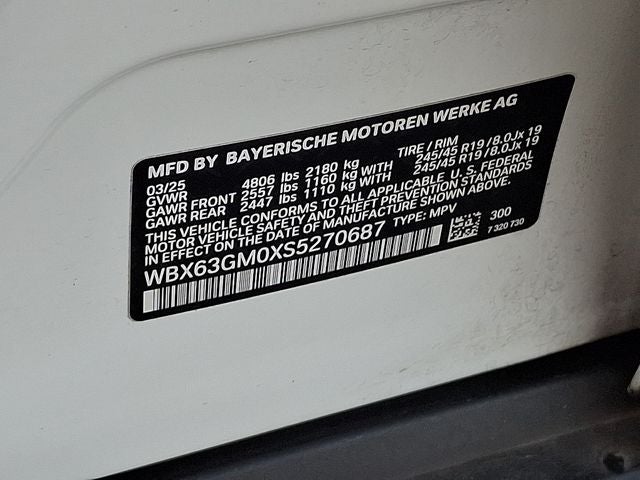 MFD BY BAYERISCHE MOTOREN WERKE AG
03/25 TIRE / RIM
GVWR 4806 lbs 2180 kg
GAWR FRONT 2557 lbs 1160 kg WITH 245/45 R19 / 8.0Jx 19
GAWR REAR 2447 lbs 1110 kg WITH 245/45 R19 / 8.0Jx 19
THIS VEHICLE CONFORMS TO ALL APPLICABLE U. S. FEDERAL
MOTOR VEHICLE SAFETY AND THEFT PREVENTION STANDARDS
IN EFFECT ON THE DATE OF MANUFACTURE SHOWN ABOVE.
WBX63GM0XS5270687 TYPE: MPV
300
7 320 730